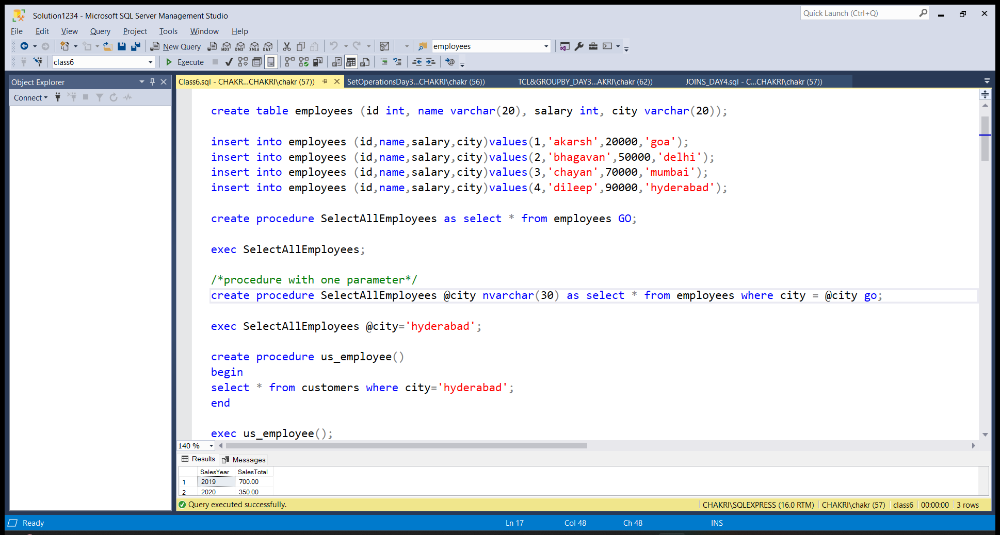 Solution1234 - Microsoft SQL Server Management Studio
Quick Launch (Ctrl+Q)
File Edit View Query Project Tools Window Help
New Query MDX DMX XMLA DAX employees
class6 Execute
Object Explorer
Connect
Class6.sql - CHAKR...CHAKRI\chakr (57)) SetOperationsDay3...CHAKRI\chakr (56)) TCL&GROUPBY_DAY3...AKRI\chakr (62)) JOINS_DAY4.sql - C...CHAKRI\chakr (57))
create table employees (id int, name varchar(20), salary int, city varchar(20));
insert into employees (id,name,salary,city)values(1,'akarsh',20000,'goa');
insert into employees (id,name,salary,city)values(2,'bhagavan',50000,'delhi');
insert into employees (id,name,salary,city)values(3,'chayan',70000,'mumbai');
insert into employees (id,name,salary,city)values(4,'dileep',90000,'hyderabad');
create procedure SelectAllEmployees as select * from employees GO;
exec SelectAllEmployees;
/*procedure with one parameter*/
create procedure SelectAllEmployees @city nvarchar(30) as select * from employees where city = @city go;
exec SelectAllEmployees @city='hyderabad';
create procedure us_employee()
begin
select * from customers where city='hyderabad';
end
exec us_employee();
140 %
Results Messages
SalesYear SalesTotal
1 2019 700.00
2 2020 350.00
Query executed successfully. CHAKRI\SQLEXPRESS (16.0 RTM) CHAKRI\chakr (57) class6 00:00:00 3 rows
Ready Ln 17 Col 48 Ch 48 INS